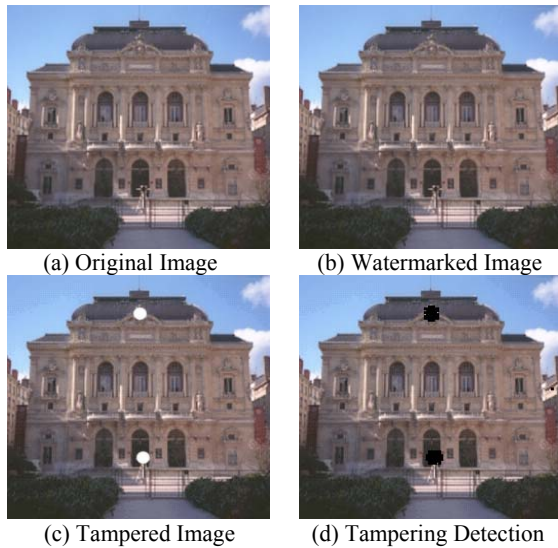 (a) Original Image
(b) Watermarked Image
(c) Tampered Image
(d) Tampering Detection